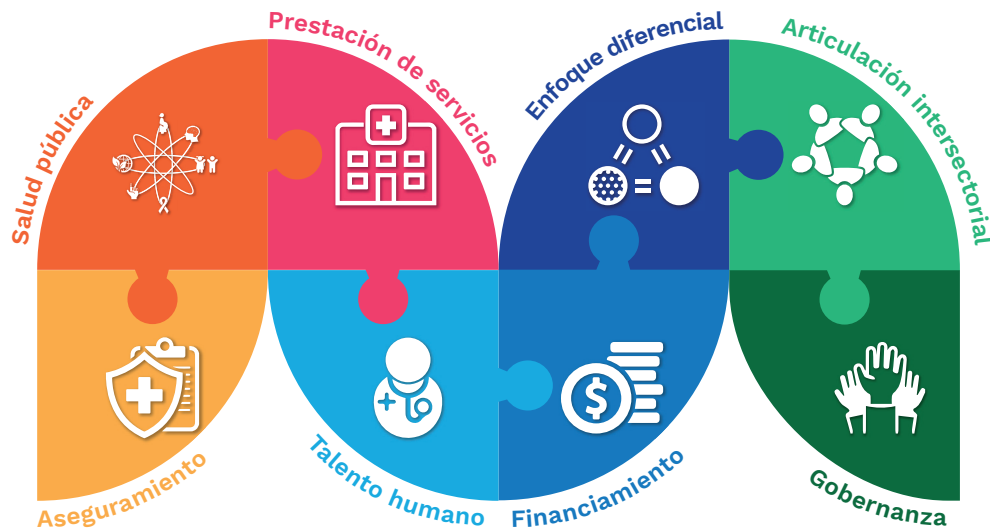 Salud pública
Prestación de servicios
Enfoque diferencial
Articulación intersectorial
Aseguramiento
Talento humano
Financiamiento
$
Gobernanza